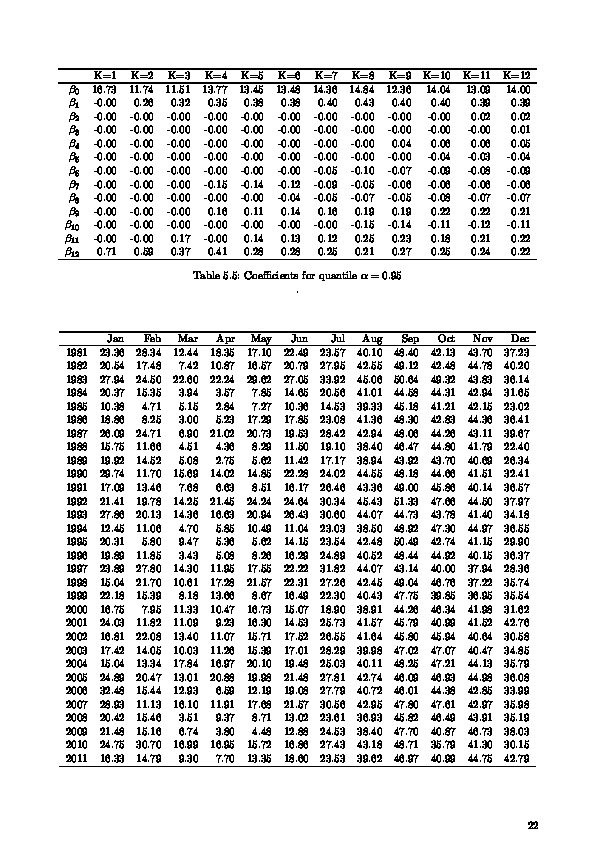 K=1 K=2 K=3 K=4 K=5 K=6 K=7 K=8 K=9 K=10 K=11 K=12
β0 16.73 11.74 11.51 13.77 13.45 13.48 14.36 14.84 12.36 14.04 13.09 14.00
β1 -0.00 0.26 0.32 0.35 0.38 0.38 0.40 0.43 0.40 0.40 0.39 0.39
β2 -0.00 -0.00 -0.00 -0.00 -0.00 -0.00 -0.00 -0.00 -0.00 -0.00 0.02 0.02
β3 -0.00 -0.00 -0.00 -0.00 -0.00 -0.00 -0.00 -0.00 -0.00 -0.00 -0.00 0.01
β4 -0.00 -0.00 -0.00 -0.00 -0.00 -0.00 -0.00 -0.00 0.04 0.06 0.06 0.05
β5 -0.00 -0.00 -0.00 -0.00 -0.00 -0.00 -0.00 -0.00 -0.00 -0.04 -0.03 -0.04
β6 -0.00 -0.00 -0.00 -0.00 -0.00 -0.00 -0.05 -0.10 -0.07 -0.09 -0.08 -0.09
β7 -0.00 -0.00 -0.00 -0.15 -0.14 -0.12 -0.09 -0.05 -0.06 -0.06 -0.06 -0.06
β8 -0.00 -0.00 -0.00 -0.00 -0.00 -0.04 -0.05 -0.07 -0.05 -0.08 -0.07 -0.07
β9 -0.00 -0.00 -0.00 0.16 0.11 0.14 0.16 0.19 0.19 0.22 0.22 0.21
β10 -0.00 -0.00 -0.00 -0.00 -0.00 -0.00 -0.00 -0.15 -0.14 -0.11 -0.12 -0.11
β11 -0.00 -0.00 0.17 -0.00 0.14 0.13 0.12 0.25 0.23 0.18 0.21 0.22
β12 0.71 0.59 0.37 0.41 0.28 0.28 0.25 0.21 0.27 0.25 0.24 0.22
Table 5.5: Coefficients for quantile α = 0.95
.
Jan Feb Mar Apr May Jun Jul Aug Sep Oct Nov Dec
1981 23.36 28.34 12.44 18.35 17.10 22.49 23.57 40.10 48.40 42.13 43.70 37.23
1982 20.54 17.48 7.42 10.87 16.57 20.79 27.95 42.55 49.12 42.48 44.78 40.20
1983 27.94 24.50 22.60 22.24 29.62 27.05 33.92 45.06 50.64 49.32 43.83 36.14
1984 20.37 15.35 3.94 3.57 7.85 14.65 20.56 41.01 44.58 44.31 42.94 31.65
1985 10.38 4.71 5.15 2.84 7.27 10.36 14.53 39.33 45.18 41.21 42.15 23.02
1986 18.86 8.25 3.00 5.23 17.29 17.85 23.08 41.36 48.30 42.83 44.36 36.41
1987 26.09 24.71 6.90 21.02 20.73 19.53 28.42 42.94 48.06 44.26 43.11 39.67
1988 15.75 11.66 4.51 4.36 8.29 11.50 19.10 38.40 46.47 44.80 41.79 22.40
1989 19.92 14.52 5.08 2.75 5.62 11.42 17.17 38.94 43.92 43.70 40.69 26.34
1990 29.74 11.70 15.69 14.02 14.85 22.28 24.02 44.55 48.18 44.66 41.51 32.41
1991 17.09 13.46 7.68 6.63 8.51 16.17 26.46 43.36 49.00 45.86 40.14 36.57
1992 21.41 19.78 14.25 21.45 24.24 24.64 30.34 45.43 51.33 47.66 44.50 37.97
1993 27.86 20.13 14.36 16.63 20.94 26.43 30.60 44.07 44.73 43.78 41.40 34.18
1994 12.45 11.06 4.70 5.85 10.49 11.04 23.03 38.50 48.92 47.30 44.97 36.55
1995 20.31 5.80 9.47 5.36 5.62 14.15 23.54 42.48 50.49 42.74 41.15 29.90
1996 19.89 11.85 3.43 5.08 8.26 16.29 24.89 40.52 48.44 44.92 40.15 36.37
1997 23.89 27.80 14.30 11.95 17.55 22.22 31.82 44.07 43.14 40.00 37.94 28.36
1998 15.04 21.70 10.61 17.28 21.57 22.31 27.26 42.45 49.04 46.76 37.22 35.74
1999 22.18 15.39 8.18 13.66 8.67 16.49 22.30 40.43 47.75 39.85 36.95 35.54
2000 16.75 7.95 11.33 10.47 16.73 15.07 18.90 38.91 44.26 46.34 41.98 31.62
2001 24.03 11.82 11.09 9.23 16.30 14.53 25.73 41.57 45.79 40.99 41.52 42.76
2002 16.81 22.08 13.40 11.07 15.71 17.52 26.55 41.64 45.80 45.94 40.64 30.58
2003 17.42 14.05 10.03 11.26 15.39 17.01 28.29 39.98 47.02 47.07 40.47 34.85
2004 15.04 13.34 17.84 16.97 20.10 19.48 25.03 40.11 48.25 47.21 44.13 35.79
2005 24.89 20.47 13.01 20.88 19.98 21.48 27.81 42.74 46.09 46.93 44.98 36.08
2006 32.48 15.44 12.93 6.59 12.19 19.08 27.79 40.72 46.01 44.38 42.85 33.99
2007 28.93 11.13 16.10 11.91 17.68 21.57 30.56 42.95 47.80 47.61 42.97 35.98
2008 20.42 15.46 3.51 9.37 8.71 13.02 23.61 36.93 45.82 46.49 43.91 35.19
2009 21.48 15.16 6.74 3.80 4.48 12.88 24.53 38.40 47.70 40.87 46.73 38.03
2010 24.75 30.70 16.99 16.95 15.72 16.86 27.43 43.18 48.71 35.79 41.30 30.15
2011 16.33 14.79 9.30 7.70 13.35 18.60 23.53 39.62 46.97 40.99 44.75 42.79
22